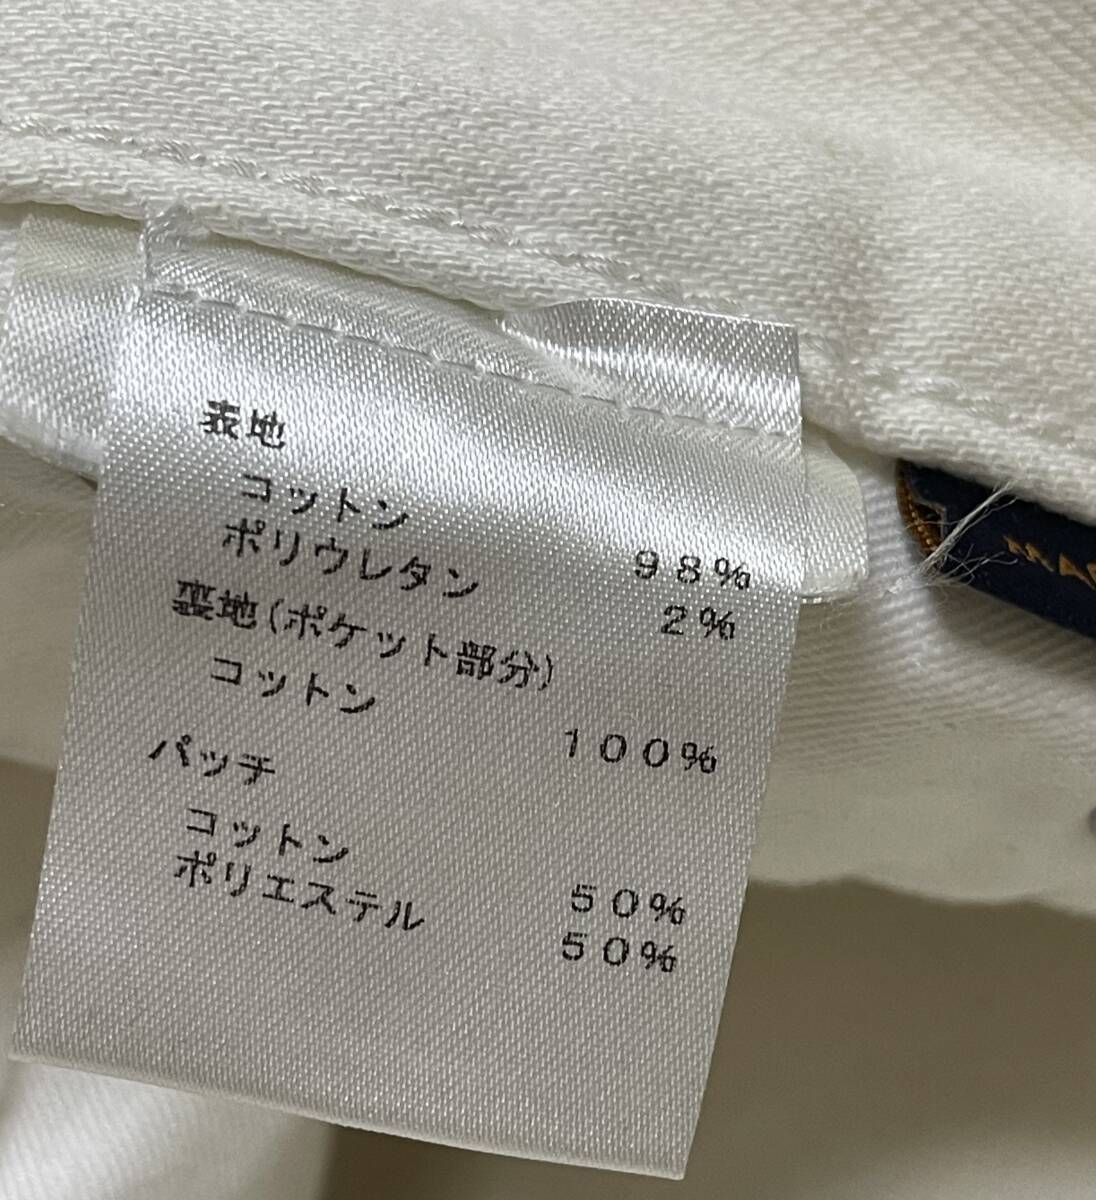 表地
コットン 98%
ポリウレタン 2%
裏地(ポケット部分)
コットン 100%
パッチ
コットン 50%
ポリエステル 50%